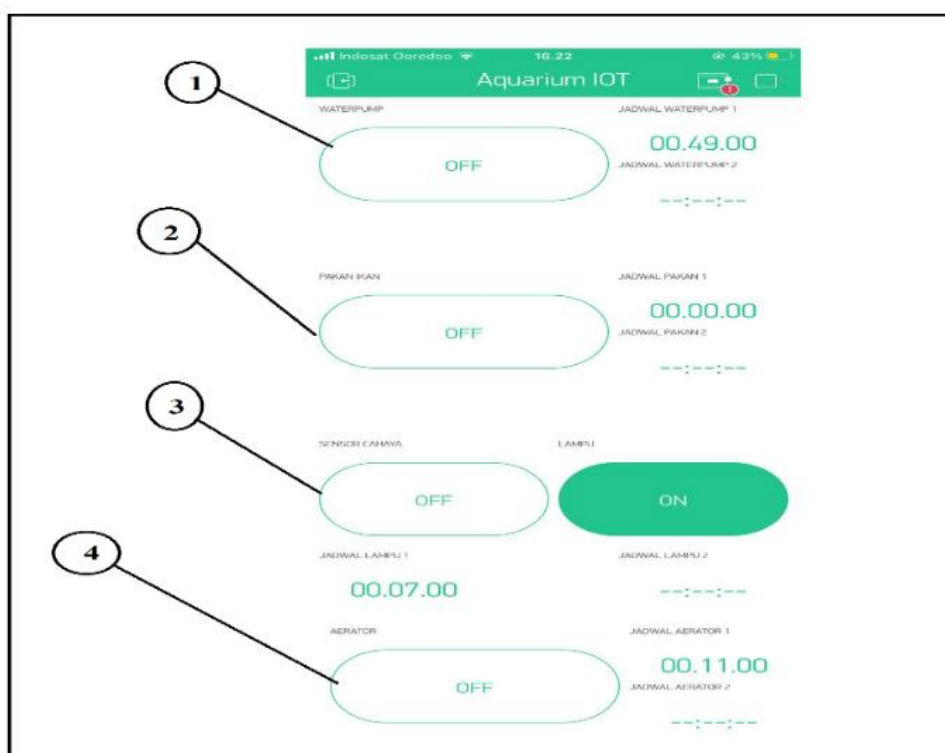 Indosat Ooredoo 16.22 43%
Aquarium IOT
1
1
WATERPUMP JADWAL WATERPUMP 1
OFF 00.49.00
JADWAL WATERPUMP 2
--:--:--
2
PAKAN IKAN JADWAL PAKAN 1
OFF 00.00.00
JADWAL PAKAN 2
--:--:--
3
SENSOR CAHAYA LAMPU
OFF ON
4
JADWAL LAMPU 1 JADWAL LAMPU 2
00.07.00 --:--:--
AERATOR JADWAL AERATOR 1
OFF 00.11.00
JADWAL AERATOR 2
--:--:--